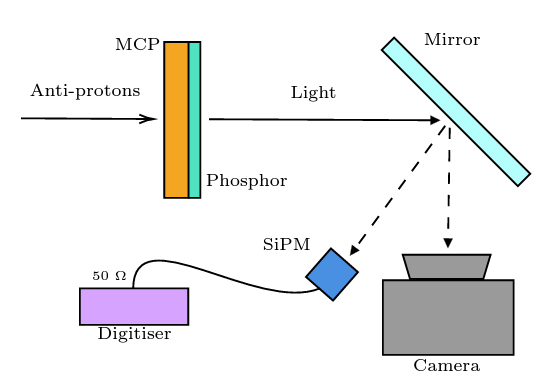 MCP
Mirror
Anti-protons
Light
Phosphor
SiPM
50 Ω
Digitiser
Camera